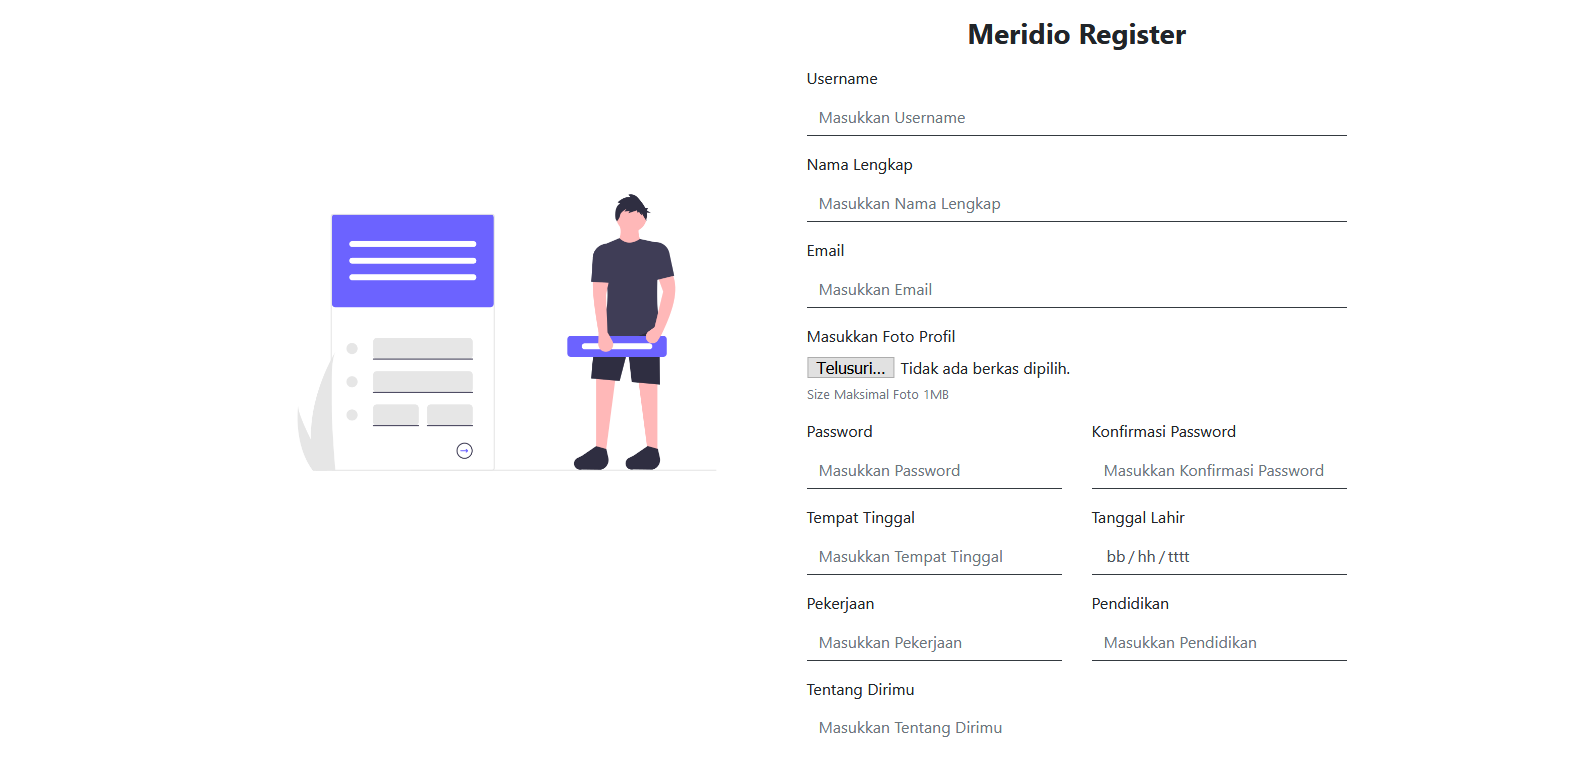 Meridio Register
Username
Masukkan Username
Nama Lengkap
Masukkan Nama Lengkap
Email
Masukkan Email
Masukkan Foto Profil
Telusuri... Tidak ada berkas dipilih.
Size Maksimal Foto 1MB
Password Konfirmasi Password
Masukkan Password Masukkan Konfirmasi Password
Tempat Tinggal Tanggal Lahir
Masukkan Tempat Tinggal bb / hh / tttt
Pekerjaan Pendidikan
Masukkan Pekerjaan Masukkan Pendidikan
Tentang Dirimu
Masukkan Tentang Dirimu